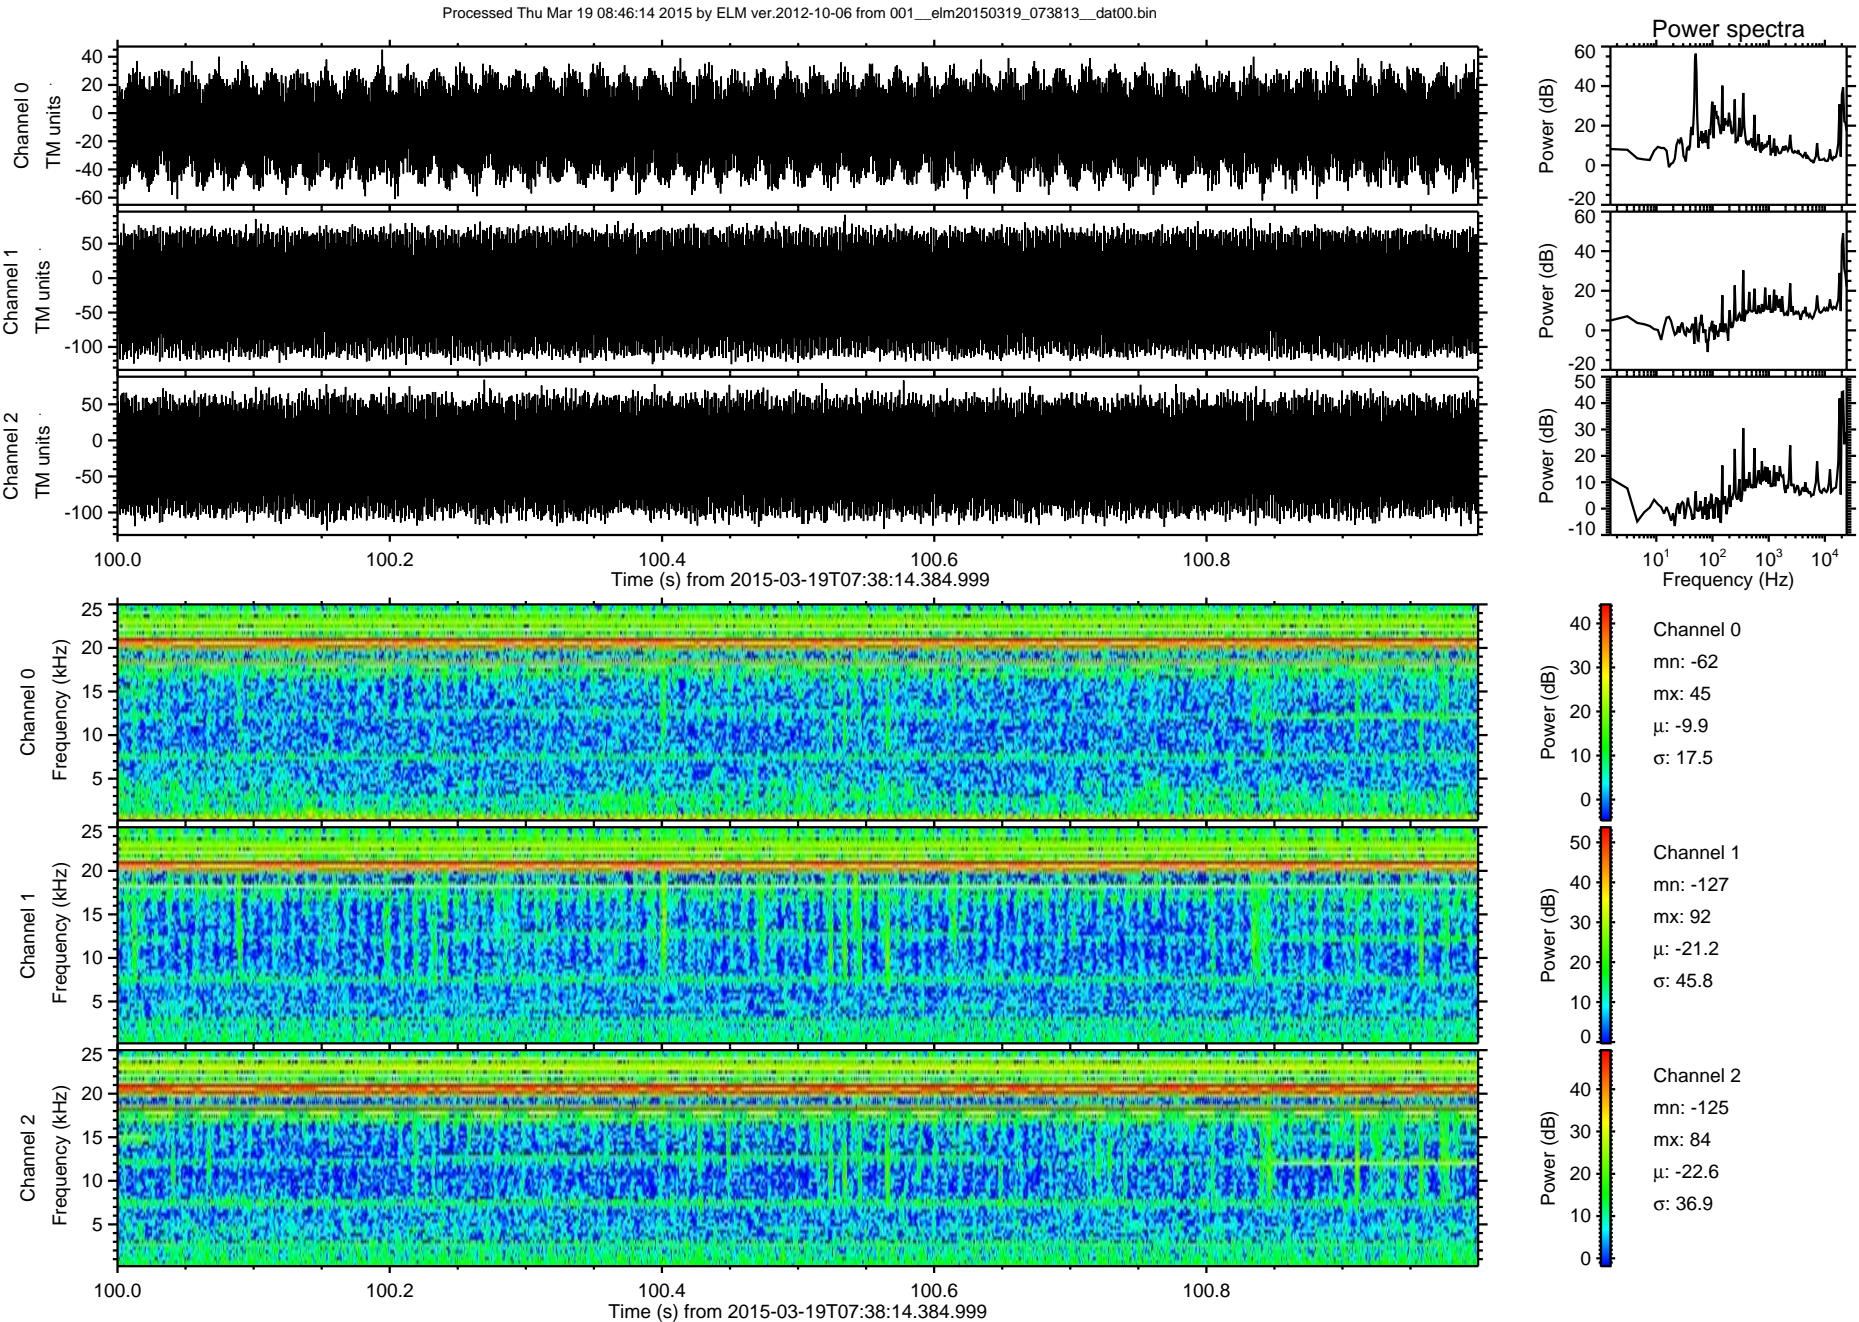 Processed Thu Mar 19 08:46:14 2015 by ELM ver.2012-10-06 from 001__elm20150319_073813__dat00.bin
Power spectra
Channel 0
TM units
40
20
0
-20
-40
-60
Power (dB)
60
40
20
0
-20
Channel 1
TM units
50
0
-50
-100
Power (dB)
60
40
20
0
-20
Channel 2
TM units
50
0
-50
-100
Power (dB)
50
40
30
20
10
0
-10
100.0 100.2 100.4 100.6 100.8
Time (s) from 2015-03-19T07:38:14.384.999
10¹ 10² 10³ 10⁴
Frequency (Hz)
Channel 0
Frequency (kHz)
25
20
15
10
5
Power (dB)
40
30
20
10
0
Channel 0
mn: -62
mx: 45
μ: -9.9
σ: 17.5
Channel 1
Frequency (kHz)
25
20
15
10
5
Power (dB)
50
40
30
20
10
0
Channel 1
mn: -127
mx: 92
μ: -21.2
σ: 45.8
Channel 2
Frequency (kHz)
25
20
15
10
5
Power (dB)
40
30
20
10
0
Channel 2
mn: -125
mx: 84
μ: -22.6
σ: 36.9
100.0 100.2 100.4 100.6 100.8
Time (s) from 2015-03-19T07:38:14.384.999